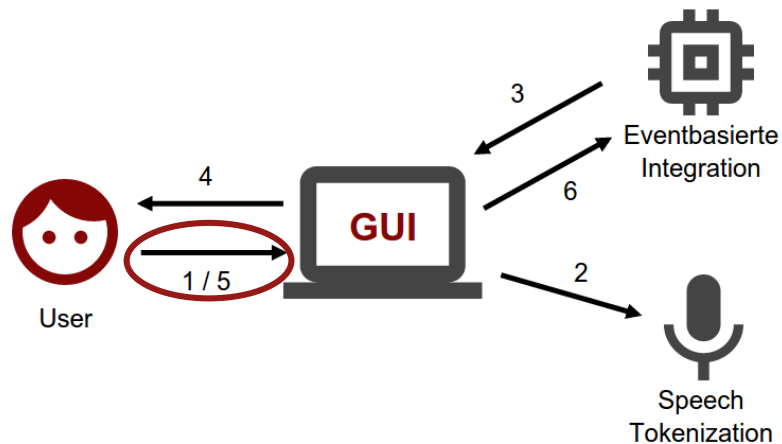 3
Eventbasierte
Integration
4
GUI
6
1 / 5
2
User
Speech
Tokenization